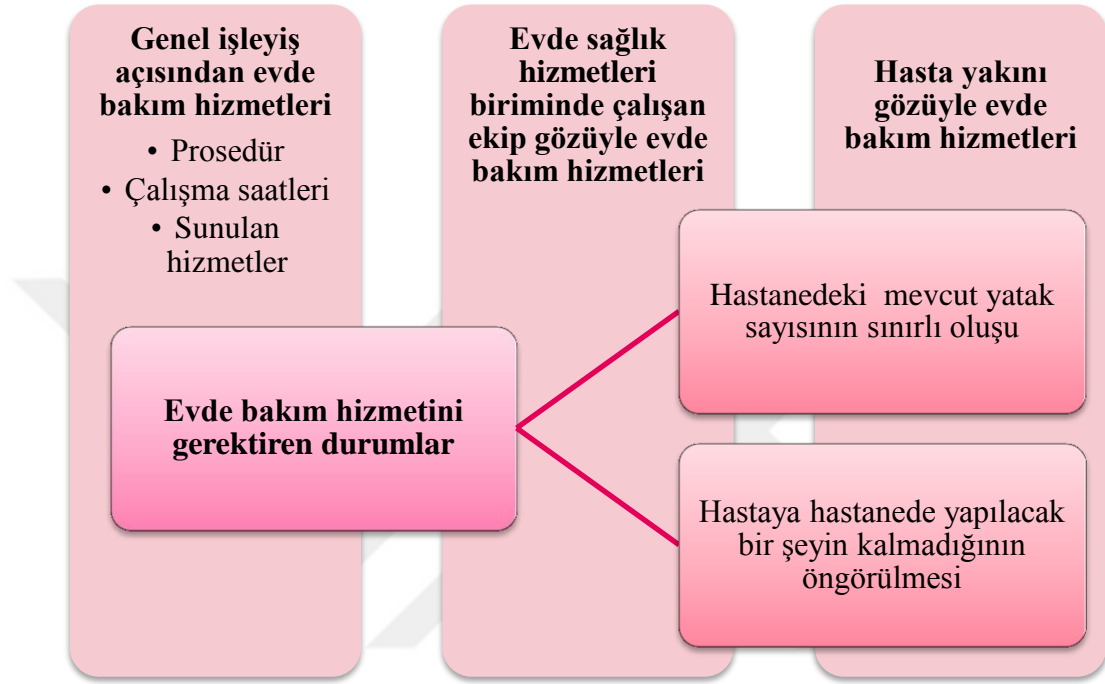 Genel işleyiş
açısından evde
bakım hizmetleri
• Prosedür
• Çalışma saatleri
• Sunulan
hizmetler
Evde sağlık
hizmetleri
biriminde çalışan
ekip gözüyle evde
bakım hizmetleri
Hasta yakını
gözüyle evde
bakım hizmetleri
Evde bakım hizmetini
gerektiren durumlar
Hastanedeki mevcut yatak
sayısının sınırlı oluşu
Hastaya hastanede yapılacak
bir şeyin kalmadığının
öngörülmesi